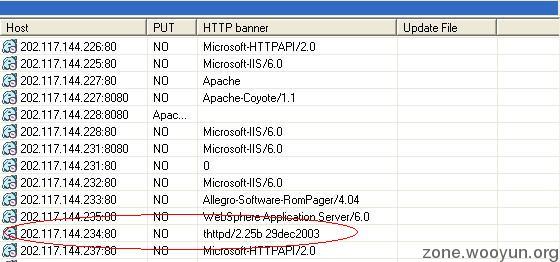 Host PUT HTTP banner Update File
202.117.144.226:80 NO Microsoft-HTTPAPI/2.0
202.117.144.225:80 NO Microsoft-IIS/6.0
202.117.144.227:80 NO Apache
202.117.144.227:8080 NO Apache-Coyote/1.1
202.117.144.228:8080 Apac...
202.117.144.228:80 NO Microsoft-IIS/6.0
202.117.144.231:8080 NO Microsoft-IIS/6.0
202.117.144.231:80 NO 0
202.117.144.232:80 NO Microsoft-IIS/6.0
202.117.144.233:80 NO Allegro-Software-RomPager/4.04
202.117.144.235:80 NO WebSphere Application Server/6.0
202.117.144.234:80 NO thttpd/2.25b 29dec2003
202.117.144.237:80 NO Microsoft-HTTPAPI/2.0
zone.wooyun.org